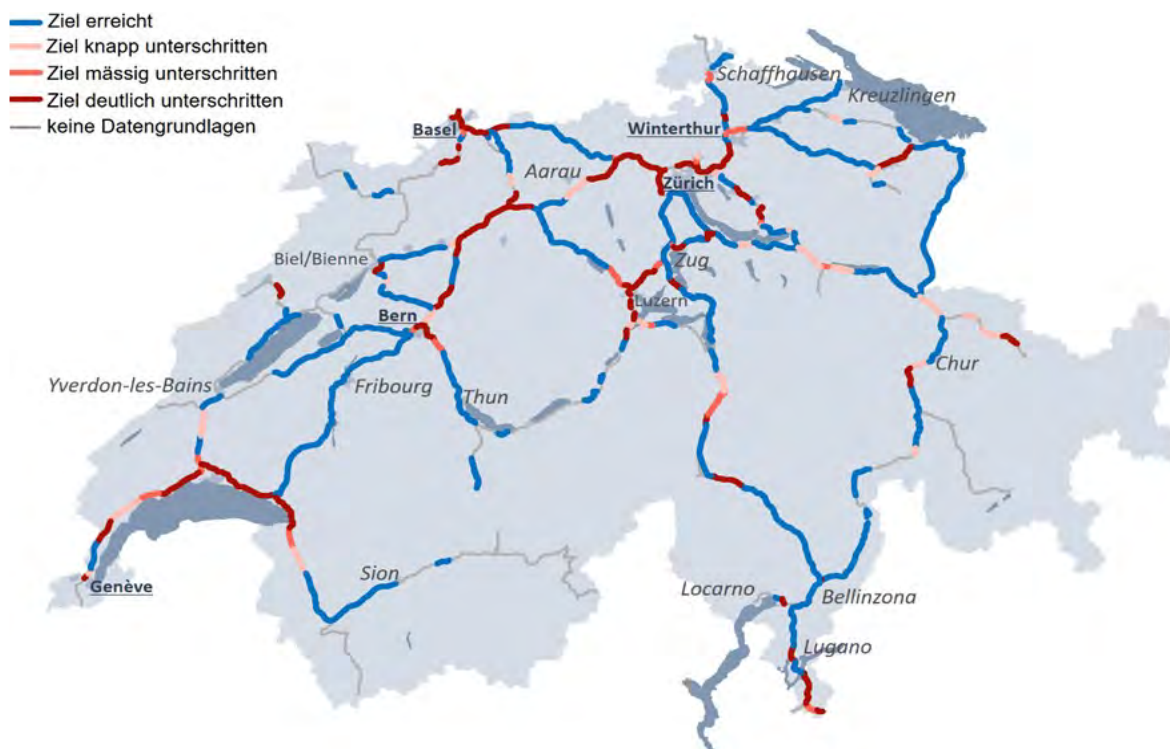 Ziel erreicht
Ziel knapp unterschritten
Ziel mässig unterschritten
Ziel deutlich unterschritten
keine Datengrundlagen
Schaffhausen
Kreuzlingen
Basel
Winterthur
Aarau
Zürich
Biel/Bienne
Zug
Luzern
Bern
Chur
Yverdon-les-Bains
Fribourg
Thun
Sion
Genève
Locarno
Bellinzona
Lugano